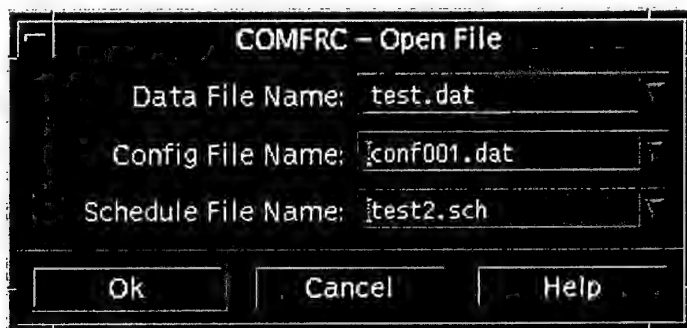 COMFRC – Open File
Data File Name: test.dat
Config File Name: conf001.dat
Schedule File Name: test2.sch
Ok Cancel Help